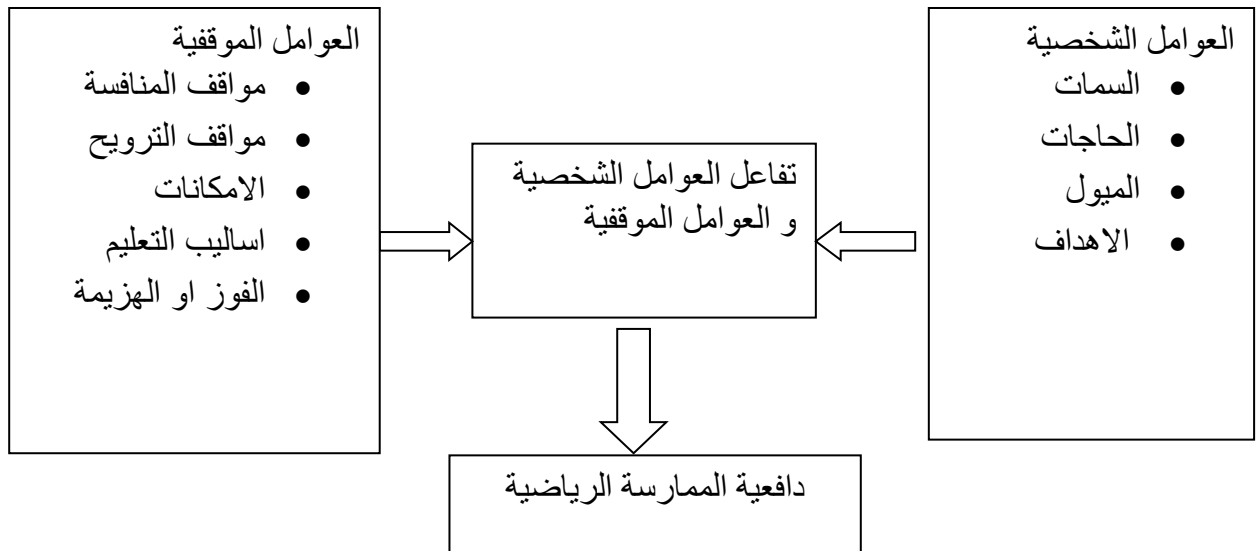 العوامل الشخصية
• السمات
• الحاجات
• الميول
• الاهداف
العوامل الموقفية
• مواقف المنافسة
• مواقف الترويح
• الامكانات
• اساليب التعليم
• الفوز او الهزيمة
تفاعل العوامل الشخصية
و العوامل الموقفية
دافعية الممارسة الرياضية